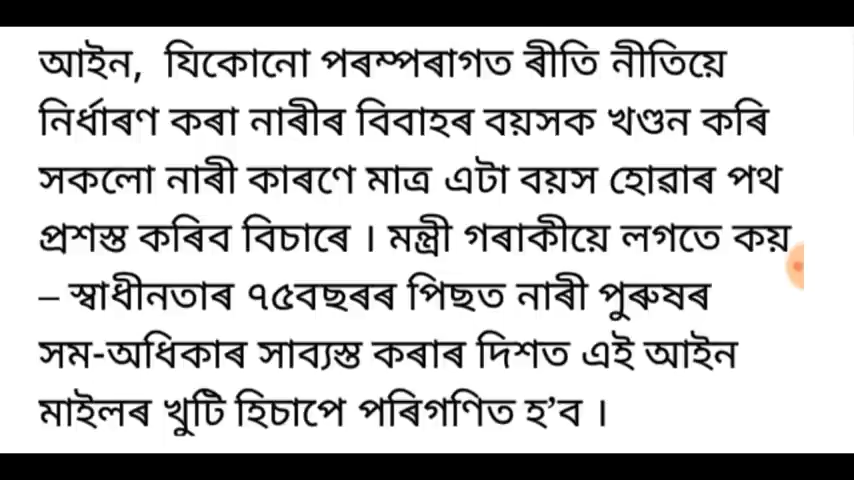 আইন, যিকোনো পৰম্পৰাগত ৰীতি নীতিয়ে
নিৰ্ধাৰণ কৰা নাৰীৰ বিবাহৰ বয়সক খণ্ডন কৰি
সকলো নাৰী কাৰণে মাত্ৰ এটা বয়স হোৱাৰ পথ
প্ৰশস্ত কৰিব বিচাৰে । মন্ত্ৰী গৰাকীয়ে লগতে কয়
– স্বাধীনতাৰ ৭৫বছৰৰ পিছত নাৰী পুৰুষৰ
সম-অধিকাৰ সাব্যস্ত কৰাৰ দিশত এই আইন
মাইলৰ খুটি হিচাপে পৰিগণিত হ’ব ।